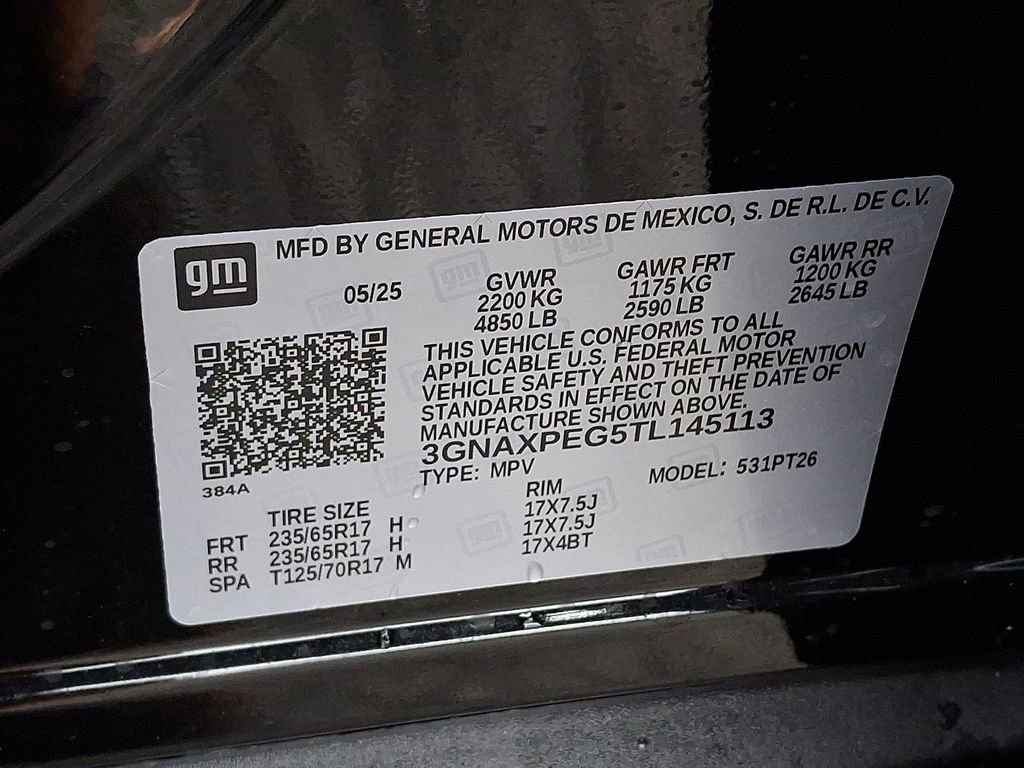 gm
MFD BY GENERAL MOTORS DE MEXICO, S. DE R.L. DE C.V.
05/25
GVWR
2200 KG
4850 LB
GAWR FRT
1175 KG
2590 LB
GAWR RR
1200 KG
2645 LB
THIS VEHICLE CONFORMS TO ALL
APPLICABLE U.S. FEDERAL MOTOR
VEHICLE SAFETY AND THEFT PREVENTION
STANDARDS IN EFFECT ON THE DATE OF
MANUFACTURE SHOWN ABOVE.
3GNAXPEG5TL145113
TYPE: MPV
MODEL: 531PT26
384A
TIRE SIZE RIM
FRT 235/65R17 H 17X7.5J
RR 235/65R17 H 17X7.5J
SPA T125/70R17 M 17X4BT